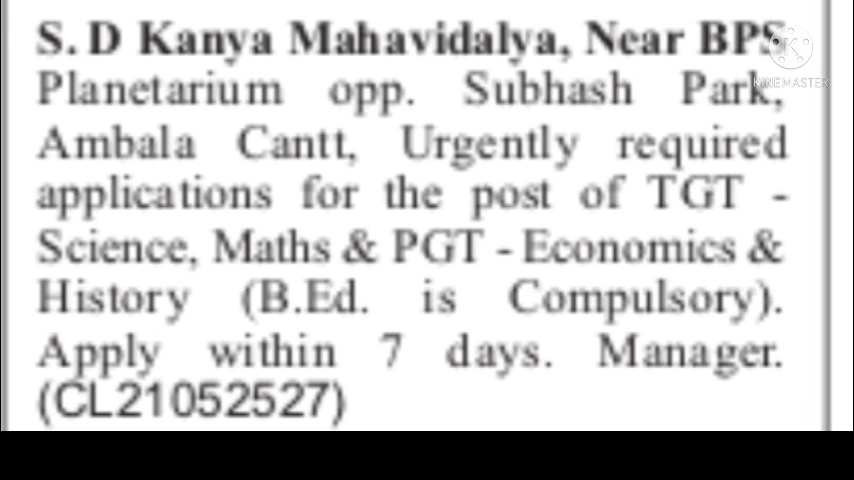 S. D Kanya Mahavidalya, Near BPS
Planetarium opp. Subhash Park,
Ambala Cantt, Urgently required
applications for the post of TGT -
Science, Maths & PGT - Economics &
History (B.Ed. is Compulsory).
Apply within 7 days. Manager.
(CL21052527)
K
KINEMASTER